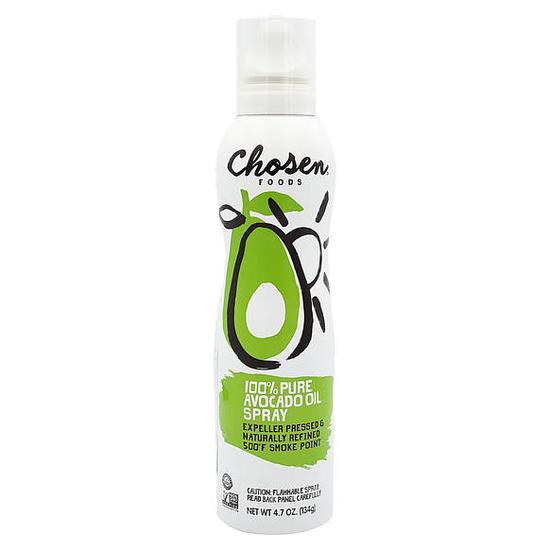 Chosen
FOODS
100% PURE
AVOCADO OIL
SPRAY
EXPELLER PRESSED &
NATURALLY REFINED
500°F SMOKE POINT
CAUTION: FLAMMABLE SPRAY.
READ BACK PANEL CAREFULLY.
NET WT 4.7 OZ. (134g)